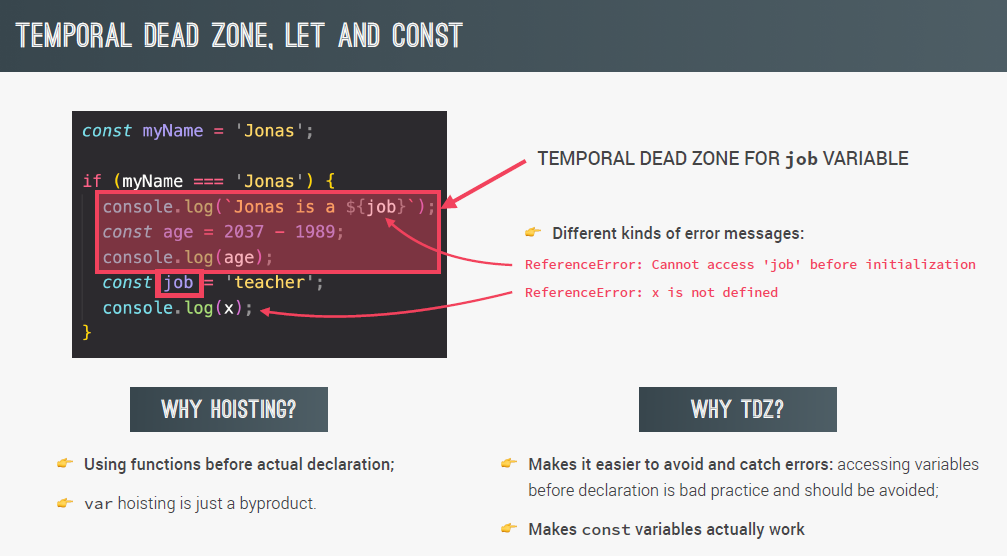 TEMPORAL DEAD ZONE, LET AND CONST
const myName = 'Jonas';
if (myName === 'Jonas') {
console.log(`Jonas is a ${job}`);
const age = 2037 - 1989;
console.log(age);
const job = 'teacher';
console.log(x);
}
TEMPORAL DEAD ZONE FOR job VARIABLE
Different kinds of error messages:
ReferenceError: Cannot access 'job' before initialization
ReferenceError: x is not defined
WHY HOISTING?
Using functions before actual declaration;
var hoisting is just a byproduct.
WHY TDZ?
Makes it easier to avoid and catch errors: accessing variables
before declaration is bad practice and should be avoided;
Makes const variables actually work